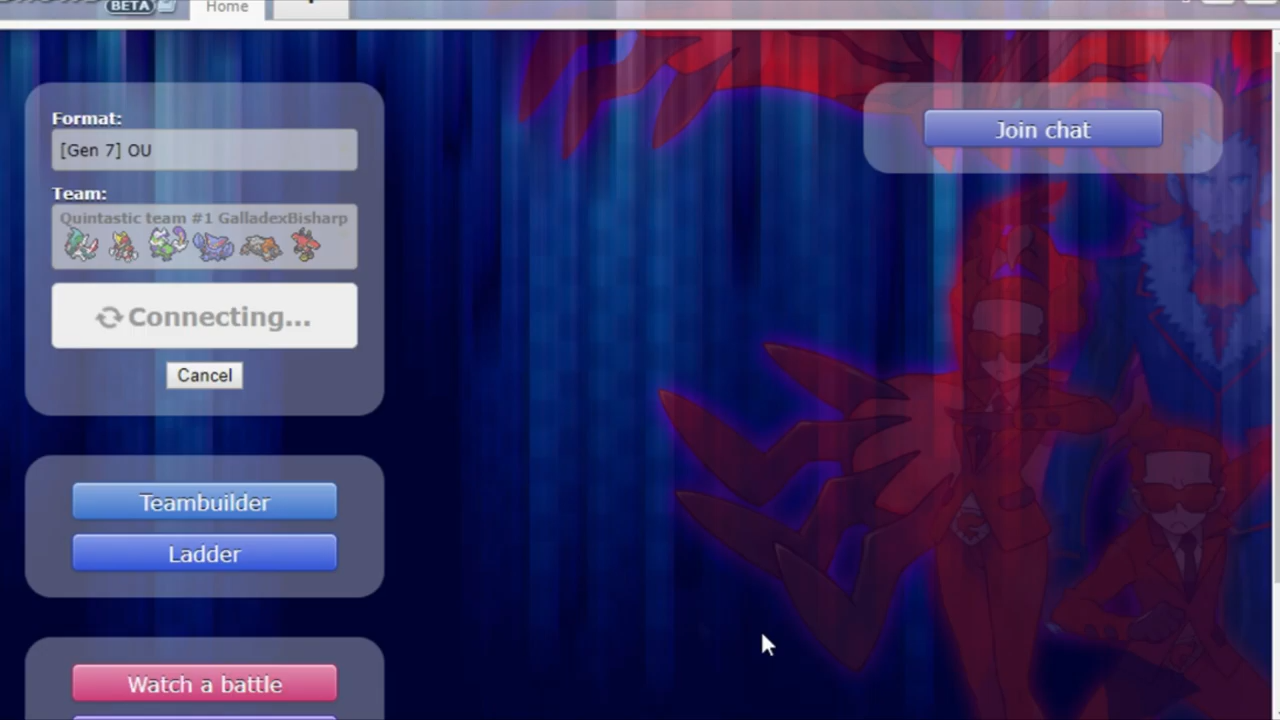 BETA
Home
Format:
[Gen 7] OU
Team:
Quintastic team #1 GalladexBisharp
Connecting...
Cancel
Teambuilder
Ladder
Watch a battle
Join chat